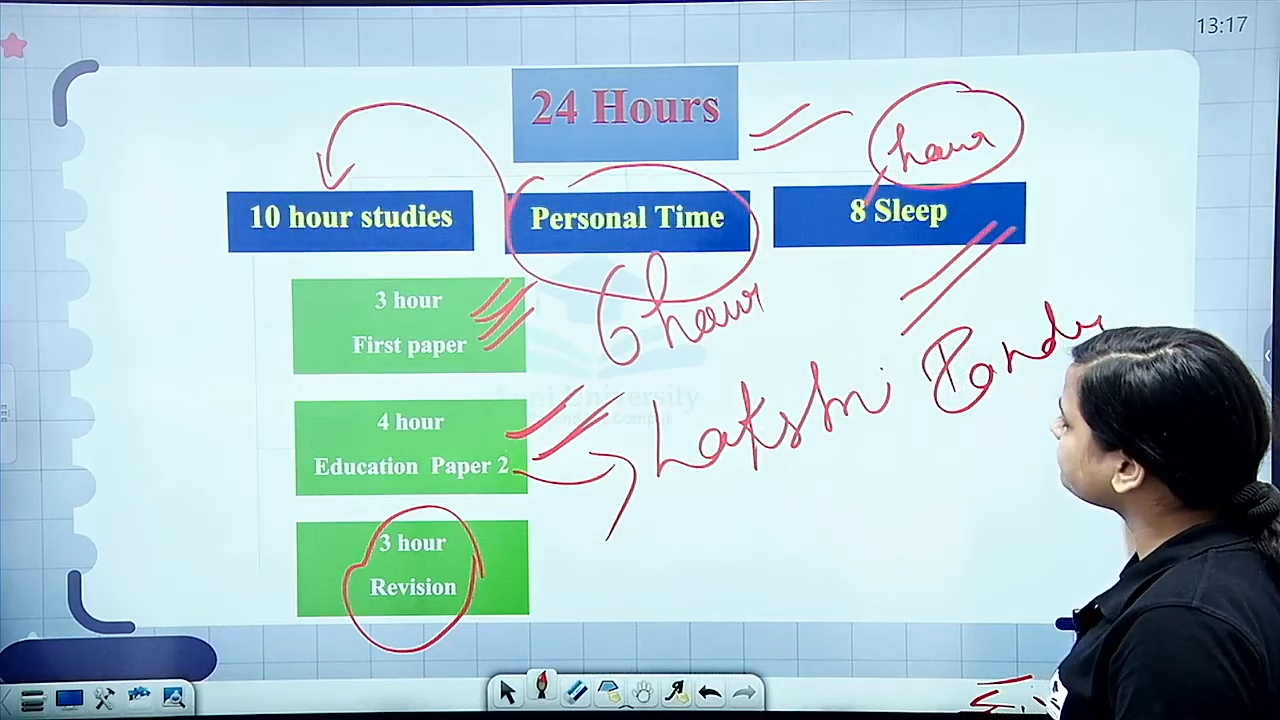 13:17
24 Hours
hour
10 hour studies
Personal Time
8 Sleep
6 hour
3 hour
First paper
4 hour
Education Paper 2
Lakshmi Pandey
3 hour
Revision